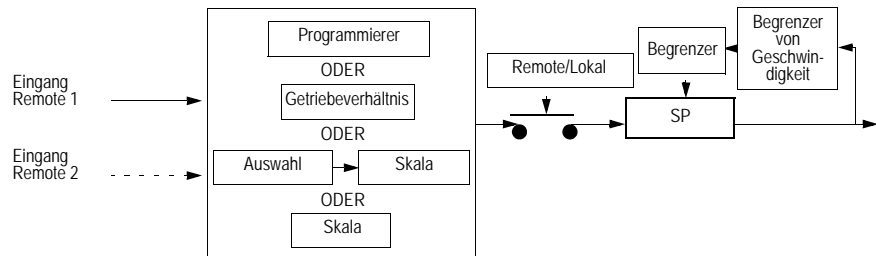 Eingang
Remote 1
Eingang
Remote 2
Programmierer
ODER
Getriebeverhältnis
ODER
Auswahl
Skala
ODER
Skala
Remote/Lokal
Begrenzer
SP
Begrenzer
von
Geschwin-
digkeit